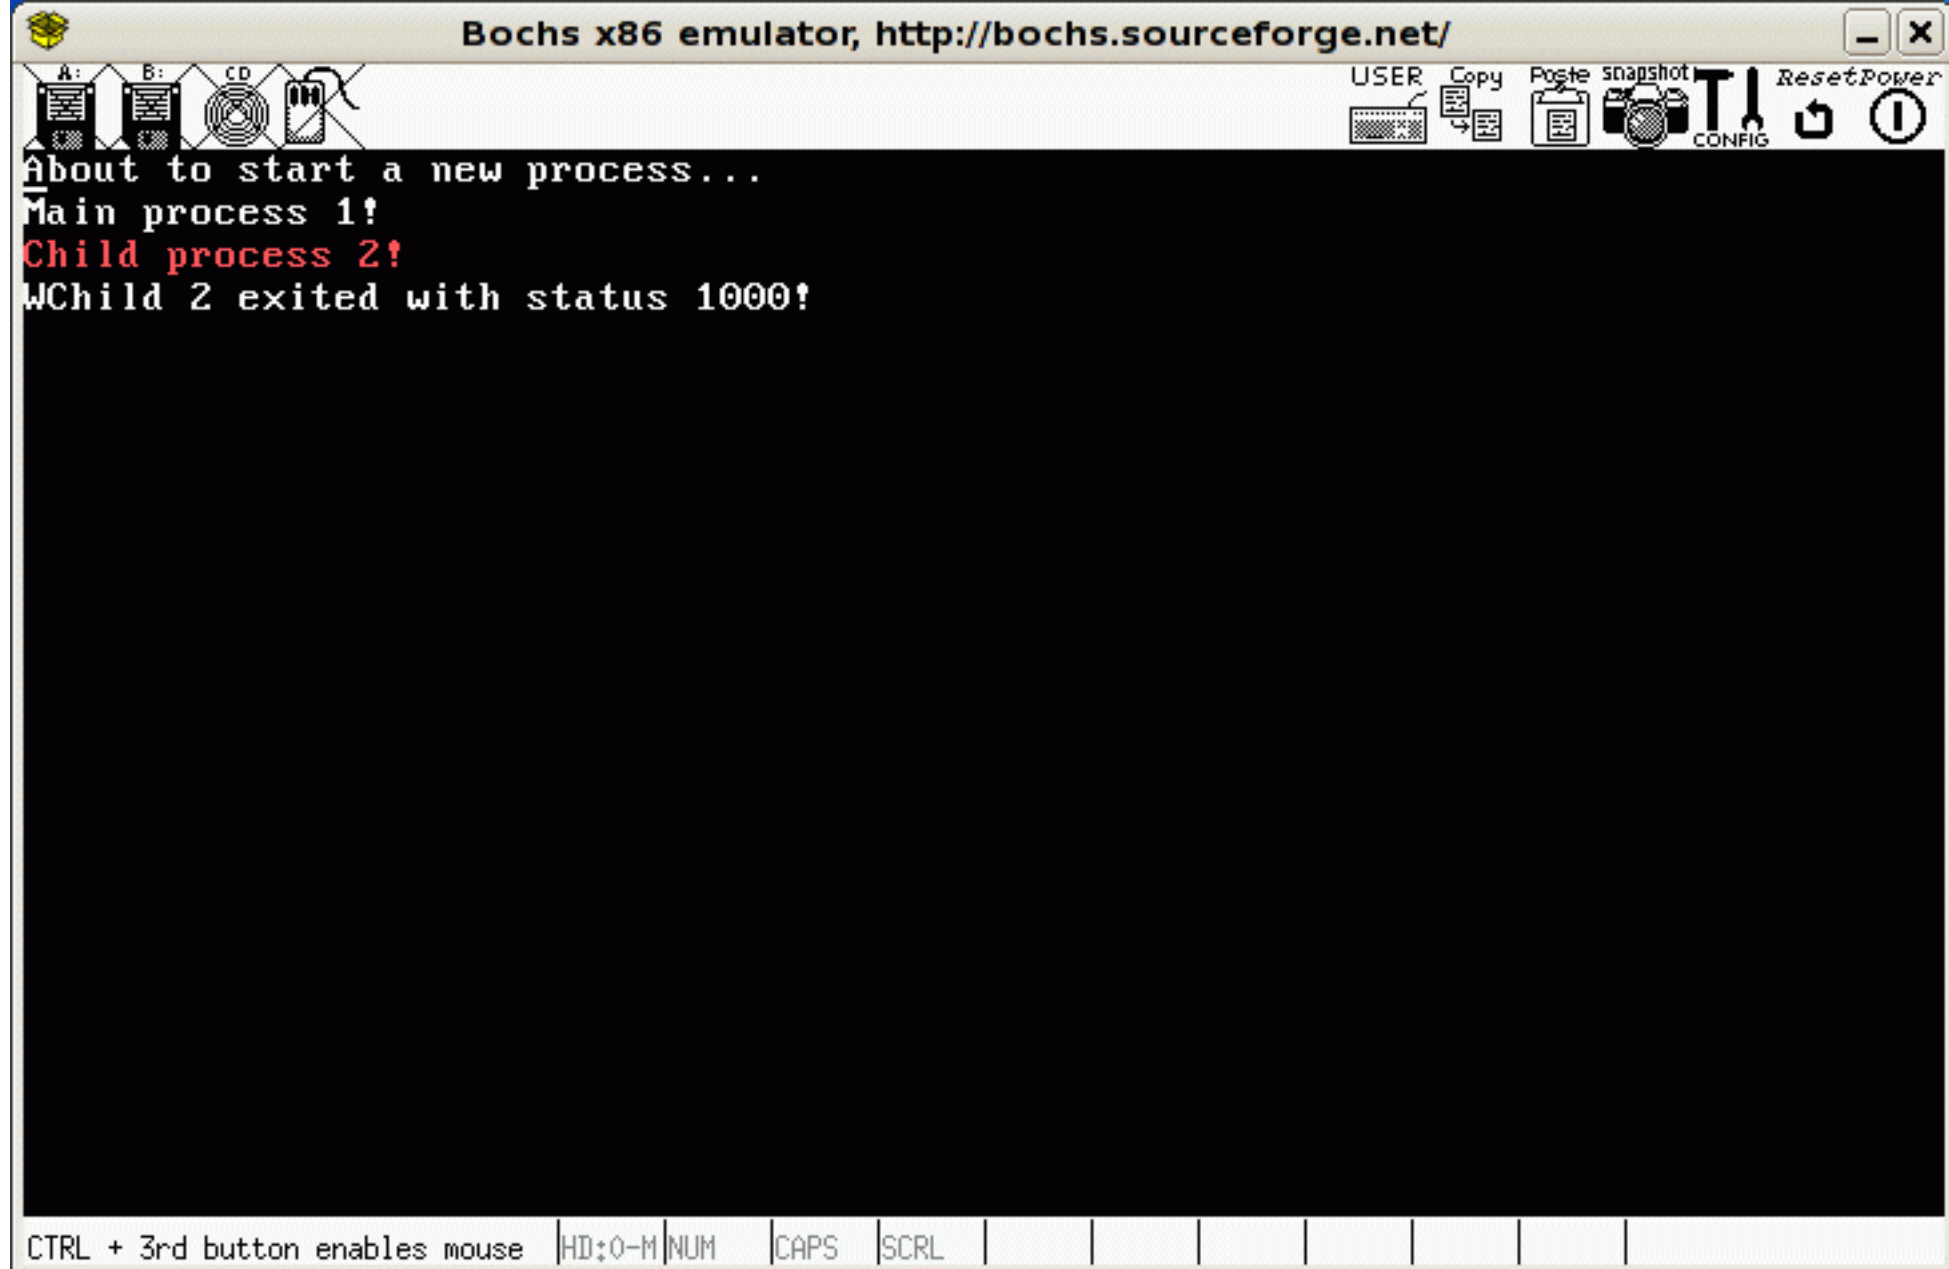 Bochs x86 emulator, http://bochs.sourceforge.net/
A: B: CD USER Copy Paste snapshot CONFIG Reset Power
About to start a new process...
Main process 1!
Child process 2!
WChild 2 exited with status 1000!
CTRL + 3rd button enables mouse HD:0-M NUM CAPS SCRL